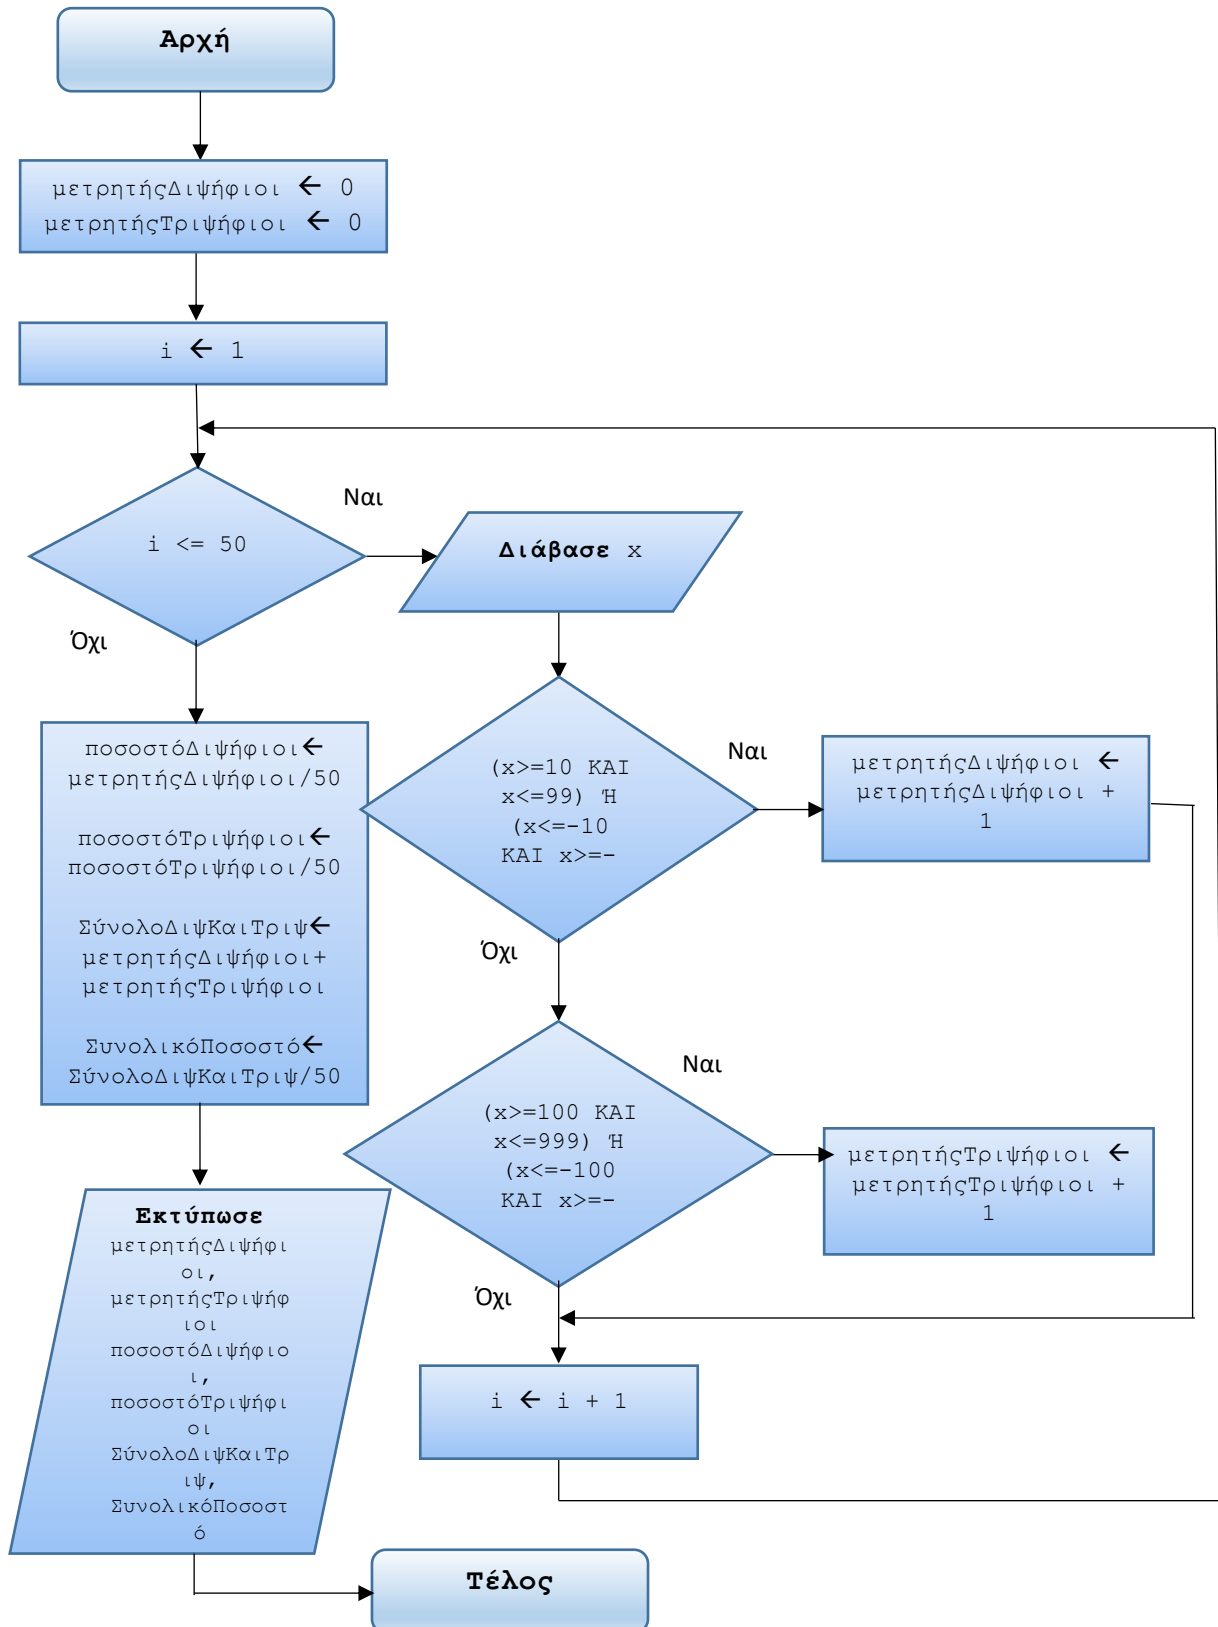 Αρχή
μετρητήςΔιψήφιοι ← 0
μετρητήςΤριψήφιοι ← 0
i ← 1
i <= 50
Ναι
Διάβασε x
Όχι
ποσοστόΔιψήφιοι←
μετρητήςΔιψήφιοι/50
ποσοστόΤριψήφιοι←
ποσοστόΤριψήφιοι/50
ΣύνολοΔιψΚαιΤριψ←
μετρητήςΔιψήφιοι+
μετρητήςΤριψήφιοι
ΣυνολικόΠοσοστό←
ΣύνολοΔιψΚαιΤριψ/50
(x>=10 ΚΑΙ
x<=99) Ή
(x<=-10
ΚΑΙ x>=-
Ναι
μετρητήςΔιψήφιοι ←
μετρητήςΔιψήφιοι +
1
Όχι
(x>=100 ΚΑΙ
x<=999) Ή
(x<=-100
ΚΑΙ x>=-
Ναι
μετρητήςΤριψήφιοι ←
μετρητήςΤριψήφιοι +
1
Όχι
i ← i + 1
Εκτύπωσε
μετρητήςΔιψήφι
οι,
μετρητήςΤριψήφ
ιοι
ποσοστόΔιψήφιο
ι,
ποσοστόΤριψήφι
οι
ΣύνολοΔιψΚαιΤρ
ιψ,
ΣυνολικόΠοσοστ
ό
Τέλος